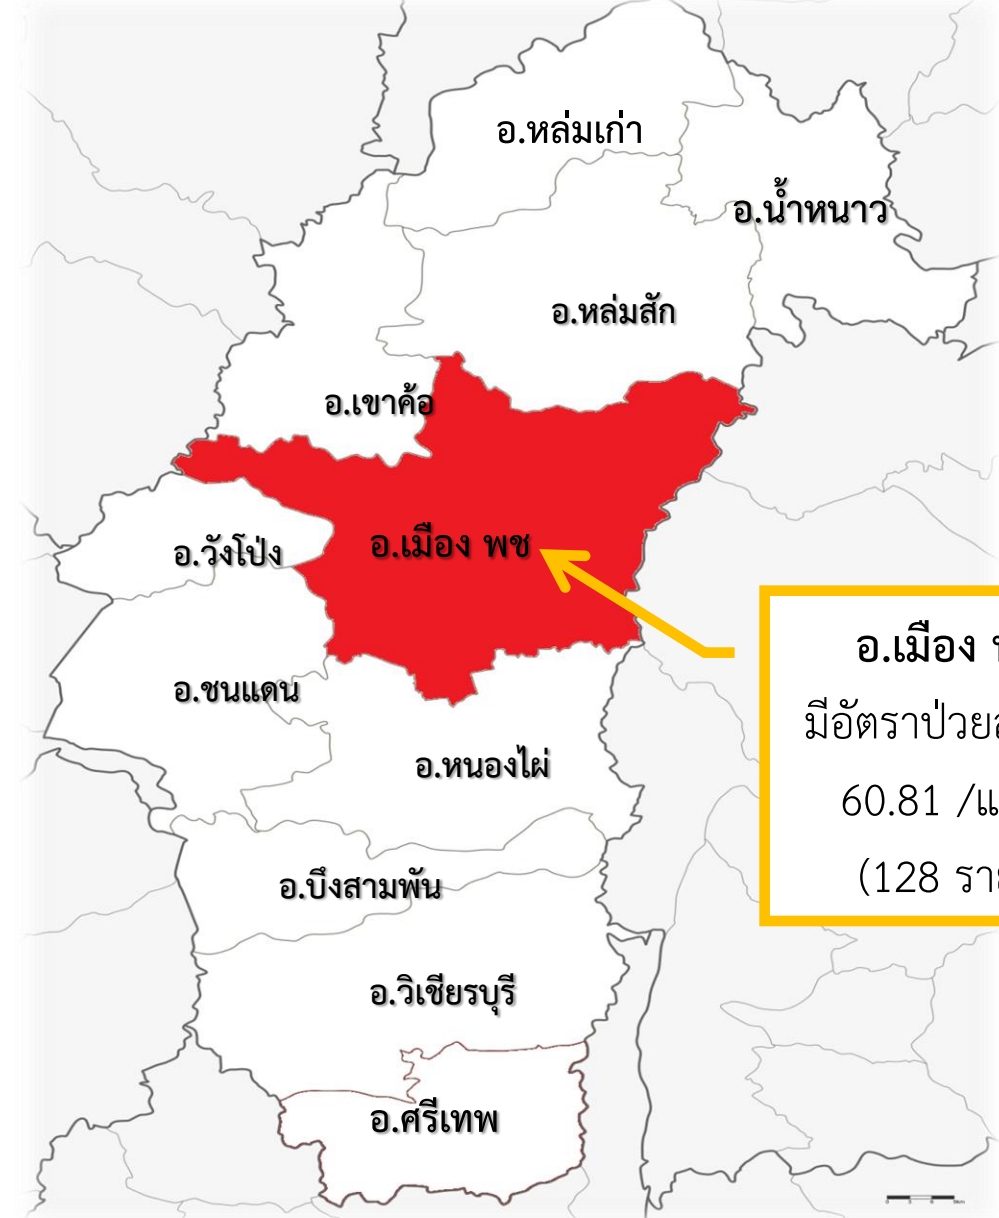 อ.หล่มเก่า
อ.น้ำหนาว
อ.หล่มสัก
อ.เขาค้อ
อ.เมือง พช
อ.วังโป่ง
อ.เมือง
มีอัตราป่วย
60.81 /แ
(128 รา
อ.ชนแดน
อ.หนองไผ่
อ.บึงสามพัน
อ.วิเชียรบุรี
อ.ศรีเทพ